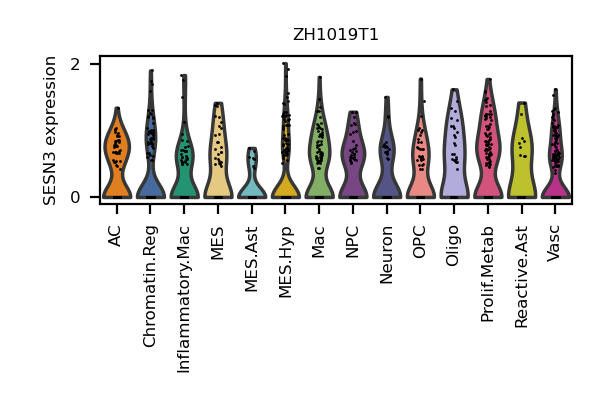 ZH1019T1
SESN3 expression
2
0
AC
Chromatin.Reg
Inflammatory.Mac
MES
MES.Ast
MES.Hyp
Mac
NPC
Neuron
OPC
Oligo
Prolif.Metab
Reactive.Ast
Vasc